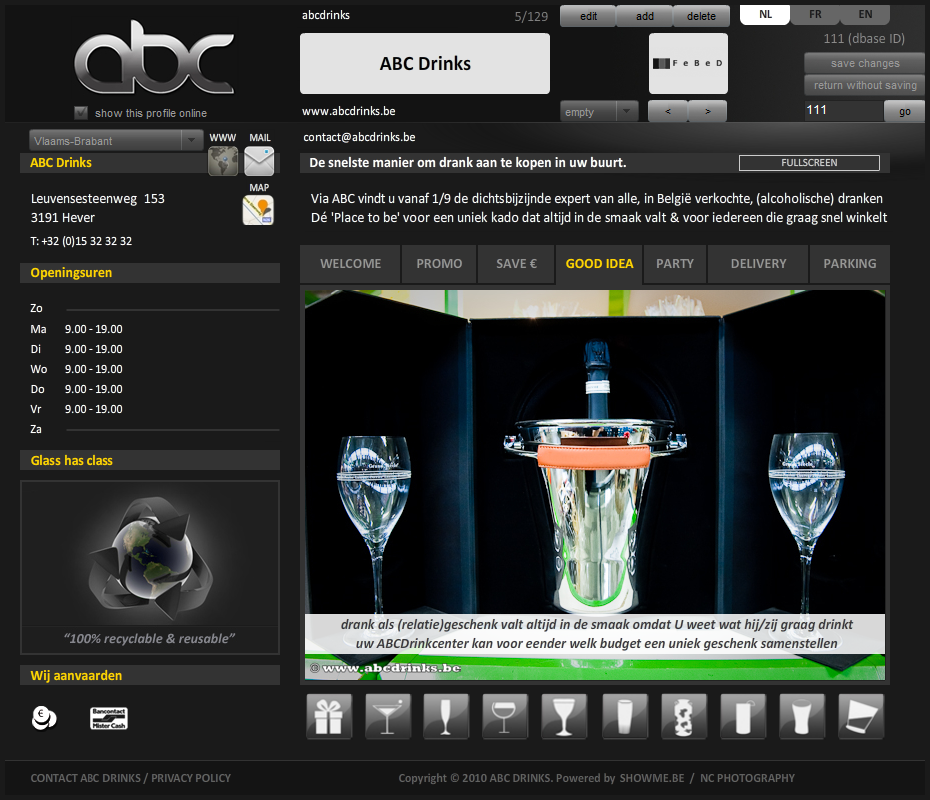 abc
show this profile online
abcdrinks
5/129
edit
add
delete
NL
FR
EN
111 (dbase ID)
ABC Drinks
F e B e D
save changes
return without saving
www.abcdrinks.be
empty
<
>
111
go
Vlaams-Brabant
WWW
MAIL
contact@abcdrinks.be
ABC Drinks
De snelste manier om drank aan te kopen in uw buurt.
FULLSCREEN
MAP
Leuvensesteenweg 153
3191 Hever
T: +32 (0)15 32 32 32
Via ABC vindt u vanaf 1/9 de dichtsbijzijnde expert van alle, in België verkochte, (alcoholische) dranken
Dé 'Place to be' voor een uniek kado dat altijd in de smaak valt & voor iedereen die graag snel winkelt
WELCOME
PROMO
SAVE €
GOOD IDEA
PARTY
DELIVERY
PARKING
Openingsuren
Zo
Ma 9.00 - 19.00
Di 9.00 - 19.00
Wo 9.00 - 19.00
Do 9.00 - 19.00
Vr 9.00 - 19.00
Za
Glass has class
“100% recyclable & reusable”
drank als (relatie)geschenk valt altijd in de smaak omdat U weet wat hij/zij graag drinkt
uw ABCDrinkcenter kan voor eender welk budget een uniek geschenk samenstellen
© www.abcdrinks.be
Wij aanvaarden
€
Bancontact
Mister Cash
CONTACT ABC DRINKS / PRIVACY POLICY
Copyright © 2010 ABC DRINKS. Powered by SHOWME.BE / NC PHOTOGRAPHY